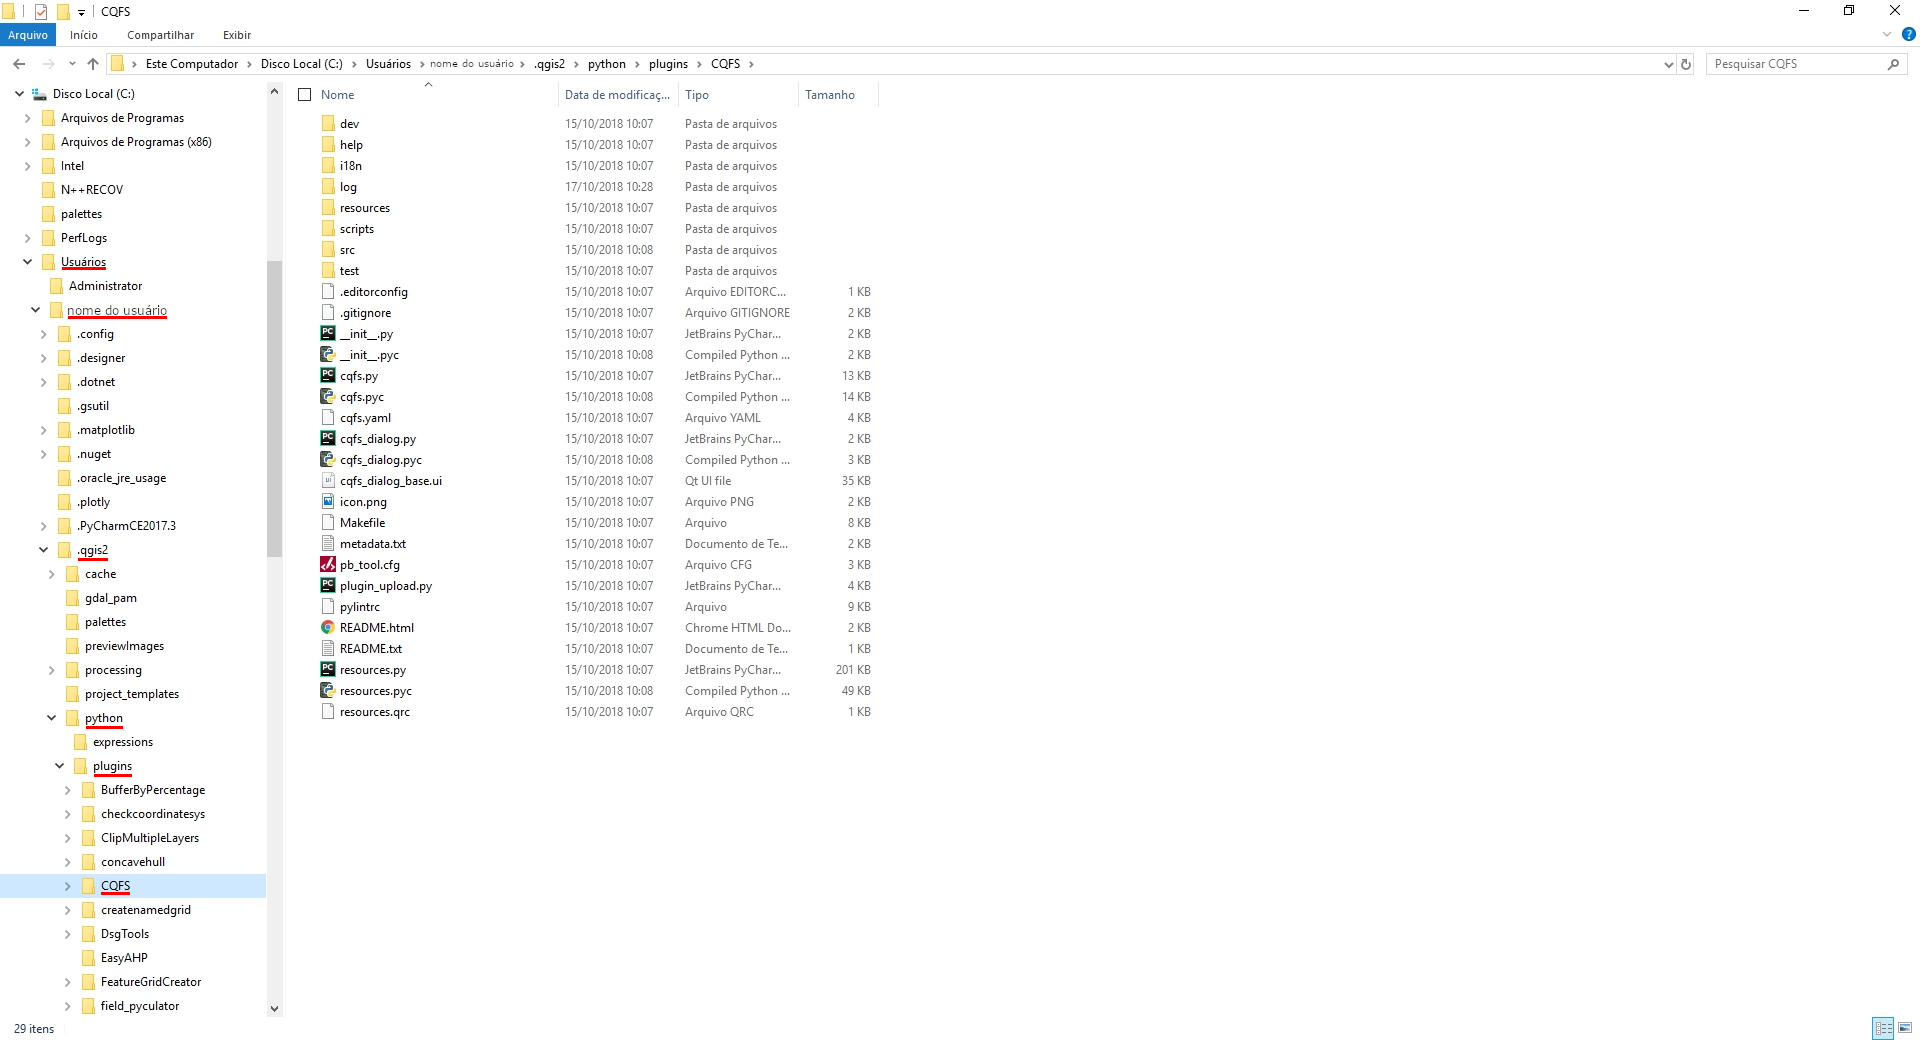 CQFS
Arquivo Início Compartilhar Exibir
Este Computador Disco Local (C:) Usuários nome do usuário .qgis2 python plugins CQFS Pesquisar CQFS
Disco Local (C:)
Arquivos de Programas
Arquivos de Programas (x86)
Intel
N++RECOV
palettes
PerfLogs
Usuários
Administrator
nome do usuário
.config
.designer
.dotnet
.gsutil
.matplotlib
.nuget
.oracle_jre_usage
.plotly
.PyCharmCE2017.3
.qgis2
cache
gdal_pam
palettes
previewImages
processing
project_templates
python
expressions
plugins
BufferByPercentage
checkcoordinatesys
ClipMultipleLayers
concavehull
CQFS
createnamedgrid
DsgTools
EasyAHP
FeatureGridCreator
field_pyculator
Nome Data de modificaç... Tipo Tamanho
dev 15/10/2018 10:07 Pasta de arquivos
help 15/10/2018 10:07 Pasta de arquivos
i18n 15/10/2018 10:07 Pasta de arquivos
log 17/10/2018 10:28 Pasta de arquivos
resources 15/10/2018 10:07 Pasta de arquivos
scripts 15/10/2018 10:07 Pasta de arquivos
src 15/10/2018 10:08 Pasta de arquivos
test 15/10/2018 10:07 Pasta de arquivos
.editorconfig 15/10/2018 10:07 Arquivo EDITORC... 1 KB
.gitignore 15/10/2018 10:07 Arquivo GITIGNORE 2 KB
__init__.py 15/10/2018 10:07 JetBrains PyChar... 2 KB
__init__.pyc 15/10/2018 10:08 Compiled Python ... 2 KB
cqfs.py 15/10/2018 10:07 JetBrains PyChar... 13 KB
cqfs.pyc 15/10/2018 10:08 Compiled Python ... 14 KB
cqfs.yaml 15/10/2018 10:07 Arquivo YAML 4 KB
cqfs_dialog.py 15/10/2018 10:07 JetBrains PyChar... 2 KB
cqfs_dialog.pyc 15/10/2018 10:08 Compiled Python ... 3 KB
cqfs_dialog_base.ui 15/10/2018 10:07 Qt UI file 35 KB
icon.png 15/10/2018 10:07 Arquivo PNG 2 KB
Makefile 15/10/2018 10:07 Arquivo 8 KB
metadata.txt 15/10/2018 10:07 Documento de Te... 2 KB
pb_tool.cfg 15/10/2018 10:07 Arquivo CFG 3 KB
plugin_upload.py 15/10/2018 10:07 JetBrains PyChar... 4 KB
pylintrc 15/10/2018 10:07 Arquivo 9 KB
README.html 15/10/2018 10:07 Chrome HTML Do... 2 KB
README.txt 15/10/2018 10:07 Documento de Te... 1 KB
resources.py 15/10/2018 10:07 JetBrains PyChar... 201 KB
resources.pyc 15/10/2018 10:08 Compiled Python ... 49 KB
resources.qrc 15/10/2018 10:07 Arquivo QRC 1 KB
29 itens